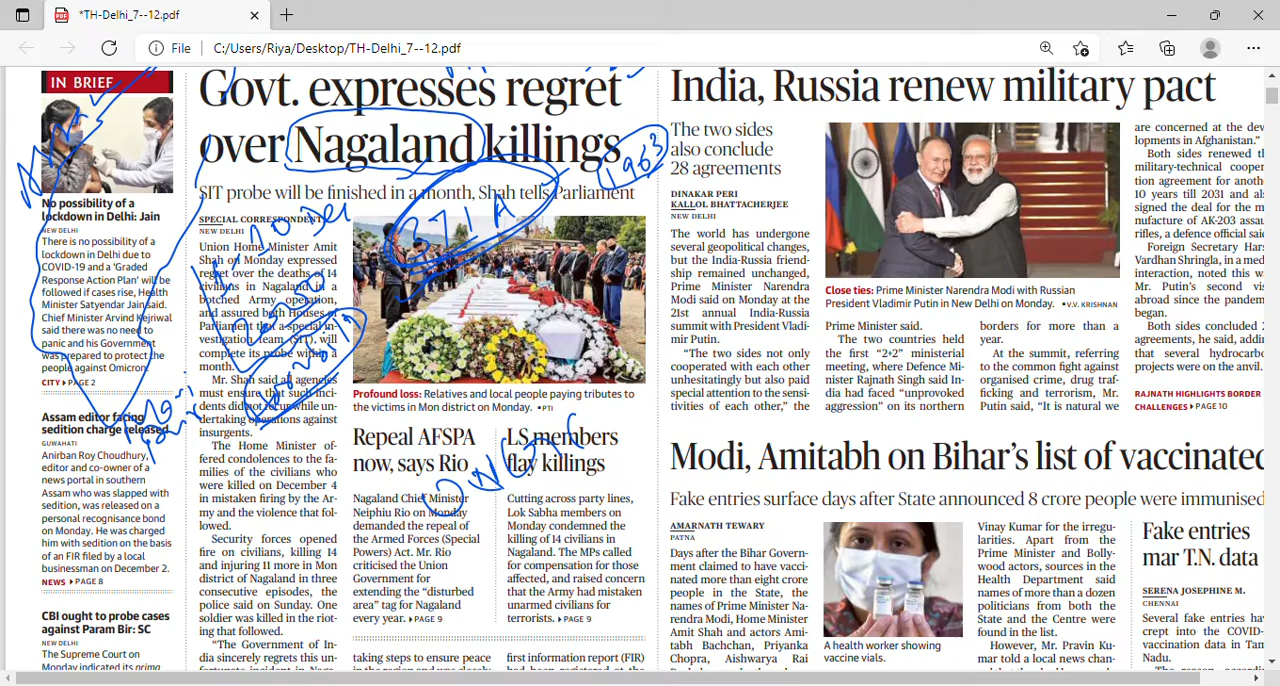 *TH-Delhi_7--12.pdf
File
C:/Users/Riya/Desktop/TH-Delhi_7--12.pdf
IN BRIEF
No possibility of a
lockdown in Delhi: Jain
NEW DELHI
There is no possibility of a
lockdown in Delhi due to
COVID-19 and a 'Graded
Response Action Plan' will be
followed if cases rise, Health
Minister Satyendar Jain said.
Chief Minister Arvind Kejriwal
said there was no need to
panic and his Government
was prepared to protect the
people against Omicron.
CITY ▸ PAGE 2
Assam editor facing
sedition charge released
GUWAHATI
Anirban Roy Choudhury,
editor and co-owner of a
news portal in southern
Assam who was slapped with
sedition, was released on a
personal recognisance bond
on Monday. He was charged
him with sedition on the basis
of an FIR filed by a local
businessman on December 2.
NEWS ▸ PAGE 8
CBI ought to probe cases
against Param Bir: SC
NEW DELHI
The Supreme Court on
Monday indicated its prima
Govt. expresses regret
over Nagaland killings
1963
SIT probe will be finished in a month, Shah tells Parliament
371A
SPECIAL CORRESPONDENT
NEW DELHI
Union Home Minister Amit
Shah on Monday expressed
regret over the deaths of 14
civilians in Nagaland in a
botched Army operation,
and assured both Houses of
Parliament that a special in-
vestigation team (SIT), will
complete its probe within a
month.
Mr. Shah said all agencies
must ensure that such inci-
dents did not recur while un-
dertaking operations against
insurgents.
The Home Minister of-
fered condolences to the fa-
milies of the civilians who
were killed on December 4
in mistaken firing by the Ar-
my and the violence that fol-
lowed.
Security forces opened
fire on civilians, killing 14
and injuring 11 more in Mon
district of Nagaland in three
consecutive episodes, the
police said on Sunday. One
soldier was killed in the riot-
ing that followed.
"The Government of In-
dia sincerely regrets this un-
Profound loss: Relatives and local people paying tributes to
the victims in Mon district on Monday. •PTI
Repeal AFSPA
now, says Rio
Nagaland Chief Minister
Neiphiu Rio on Monday
demanded the repeal of
the Armed Forces (Special
Powers) Act. Mr. Rio
criticised the Union
Government for
extending the "disturbed
area" tag for Nagaland
every year. ▸ PAGE 9
LS members
flay killings
Cutting across party lines,
Lok Sabha members on
Monday condemned the
killing of 14 civilians in
Nagaland. The MPs called
for compensation for those
affected, and raised concern
that the Army had mistaken
unarmed civilians for
terrorists. ▸ PAGE 9
taking steps to ensure peace
first information report (FIR)
India, Russia renew military pact
The two sides
also conclude
28 agreements
DINAKAR PERI
KALLOL BHATTACHERJEE
NEW DELHI
The world has undergone
several geopolitical changes,
but the India-Russia friend-
ship remained unchanged,
Prime Minister Narendra
Modi said on Monday at the
21st annual India-Russia
summit with President Vladi-
mir Putin.
"The two sides not only
cooperated with each other
unhesitatingly but also paid
special attention to the sensi-
tivities of each other," the
Close ties: Prime Minister Narendra Modi with Russian
President Vladimir Putin in New Delhi on Monday. •V.V. KRISHNAN
Prime Minister said.
The two countries held
the first "2+2" ministerial
meeting, where Defence Mi-
nister Rajnath Singh said In-
dia had faced "unprovoked
aggression" on its northern
borders for more than a
year.
At the summit, referring
to the common fight against
organised crime, drug traf-
ficking and terrorism, Mr.
Putin said, "It is natural we
are concerned at the dev
lopments in Afghanistan."
Both sides renewed th
military-technical cooper
tion agreement for anoth
10 years till 2031 and al
signed the deal for the m
nufacture of AK-203 assau
rifles, a defence official said
Foreign Secretary Hars
Vardhan Shringla, in a med
interaction, noted this w
Mr. Putin's second vis
abroad since the pandem
began.
Both sides concluded 2
agreements, he said, addin
that several hydrocarb
projects were on the anvil.
RAJNATH HIGHLIGHTS BORDER
CHALLENGES ▸ PAGE 10
Modi, Amitabh on Bihar's list of vaccinated
Fake entries surface days after State announced 8 crore people were immunised
AMARNATH TEWARY
PATNA
Days after the Bihar Govern-
ment claimed to have vacci-
nated more than eight crore
people in the State, the
names of Prime Minister Na-
rendra Modi, Home Minister
Amit Shah and actors Ami-
tabh Bachchan, Priyanka
Chopra, Aishwarya Rai
A health worker showing
vaccine vials.
Vinay Kumar for the irregu-
larities. Apart from the
Prime Minister and Bolly-
wood actors, sources in the
Health Department said
names of more than a dozen
politicians from both the
State and the Centre were
found in the list.
However, Mr. Pravin Ku-
mar told a local news chan-
Fake entries
mar T.N. data
SERENA JOSEPHINE M.
CHENNAI
Several fake entries ha
crept into the COVID-
vaccination data in Tam
Nadu.